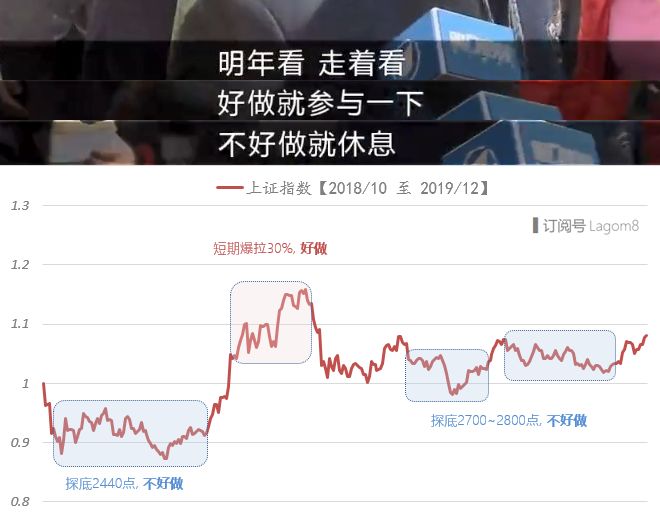 明年看 走着看
好做就参与一下
不好做就休息
上证指数【2018/10 至 2019/12】
1.3
▌订阅号 Lagom8
短期爆拉30%, 好做
1.2
1.1
1
探底2700~2800点, 不好做
0.9
探底2440点, 不好做
0.8